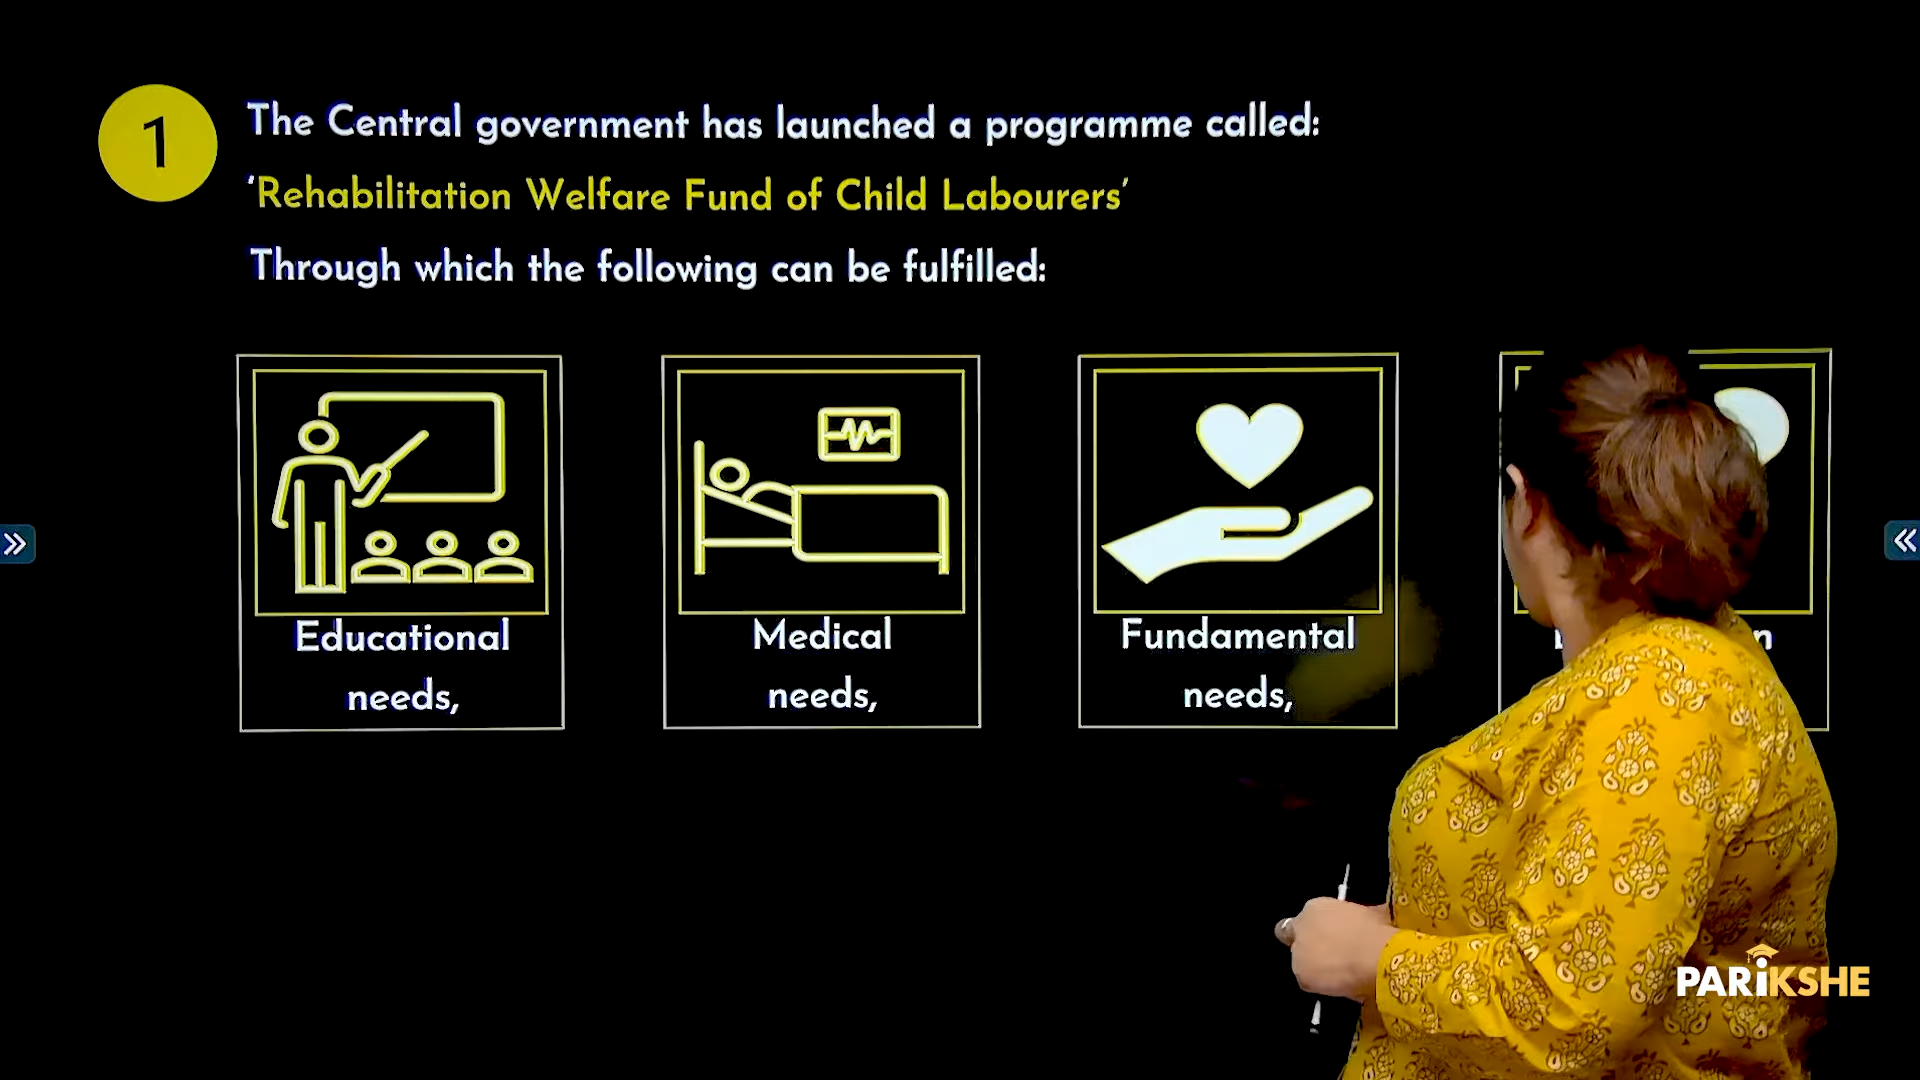 1
The Central government has launched a programme called:
‘Rehabilitation Welfare Fund of Child Labourers’
Through which the following can be fulfilled:
Educational
needs,
Medical
needs,
Fundamental
needs,
PARiKSHE